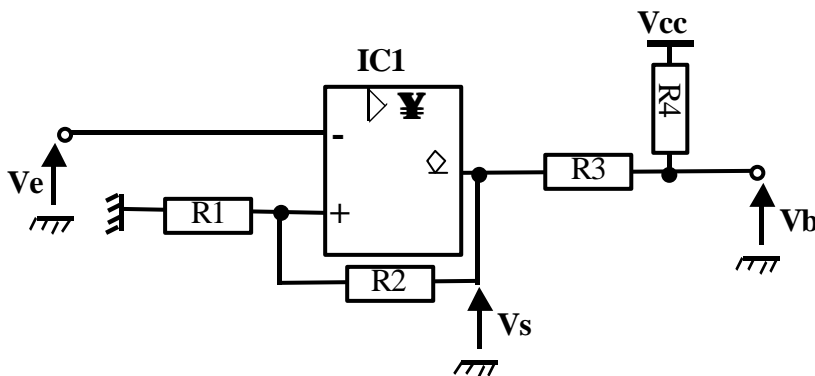 Vcc
IC1
R4
¥
-
R3
Ve
R1
+
Vb
R2
Vs